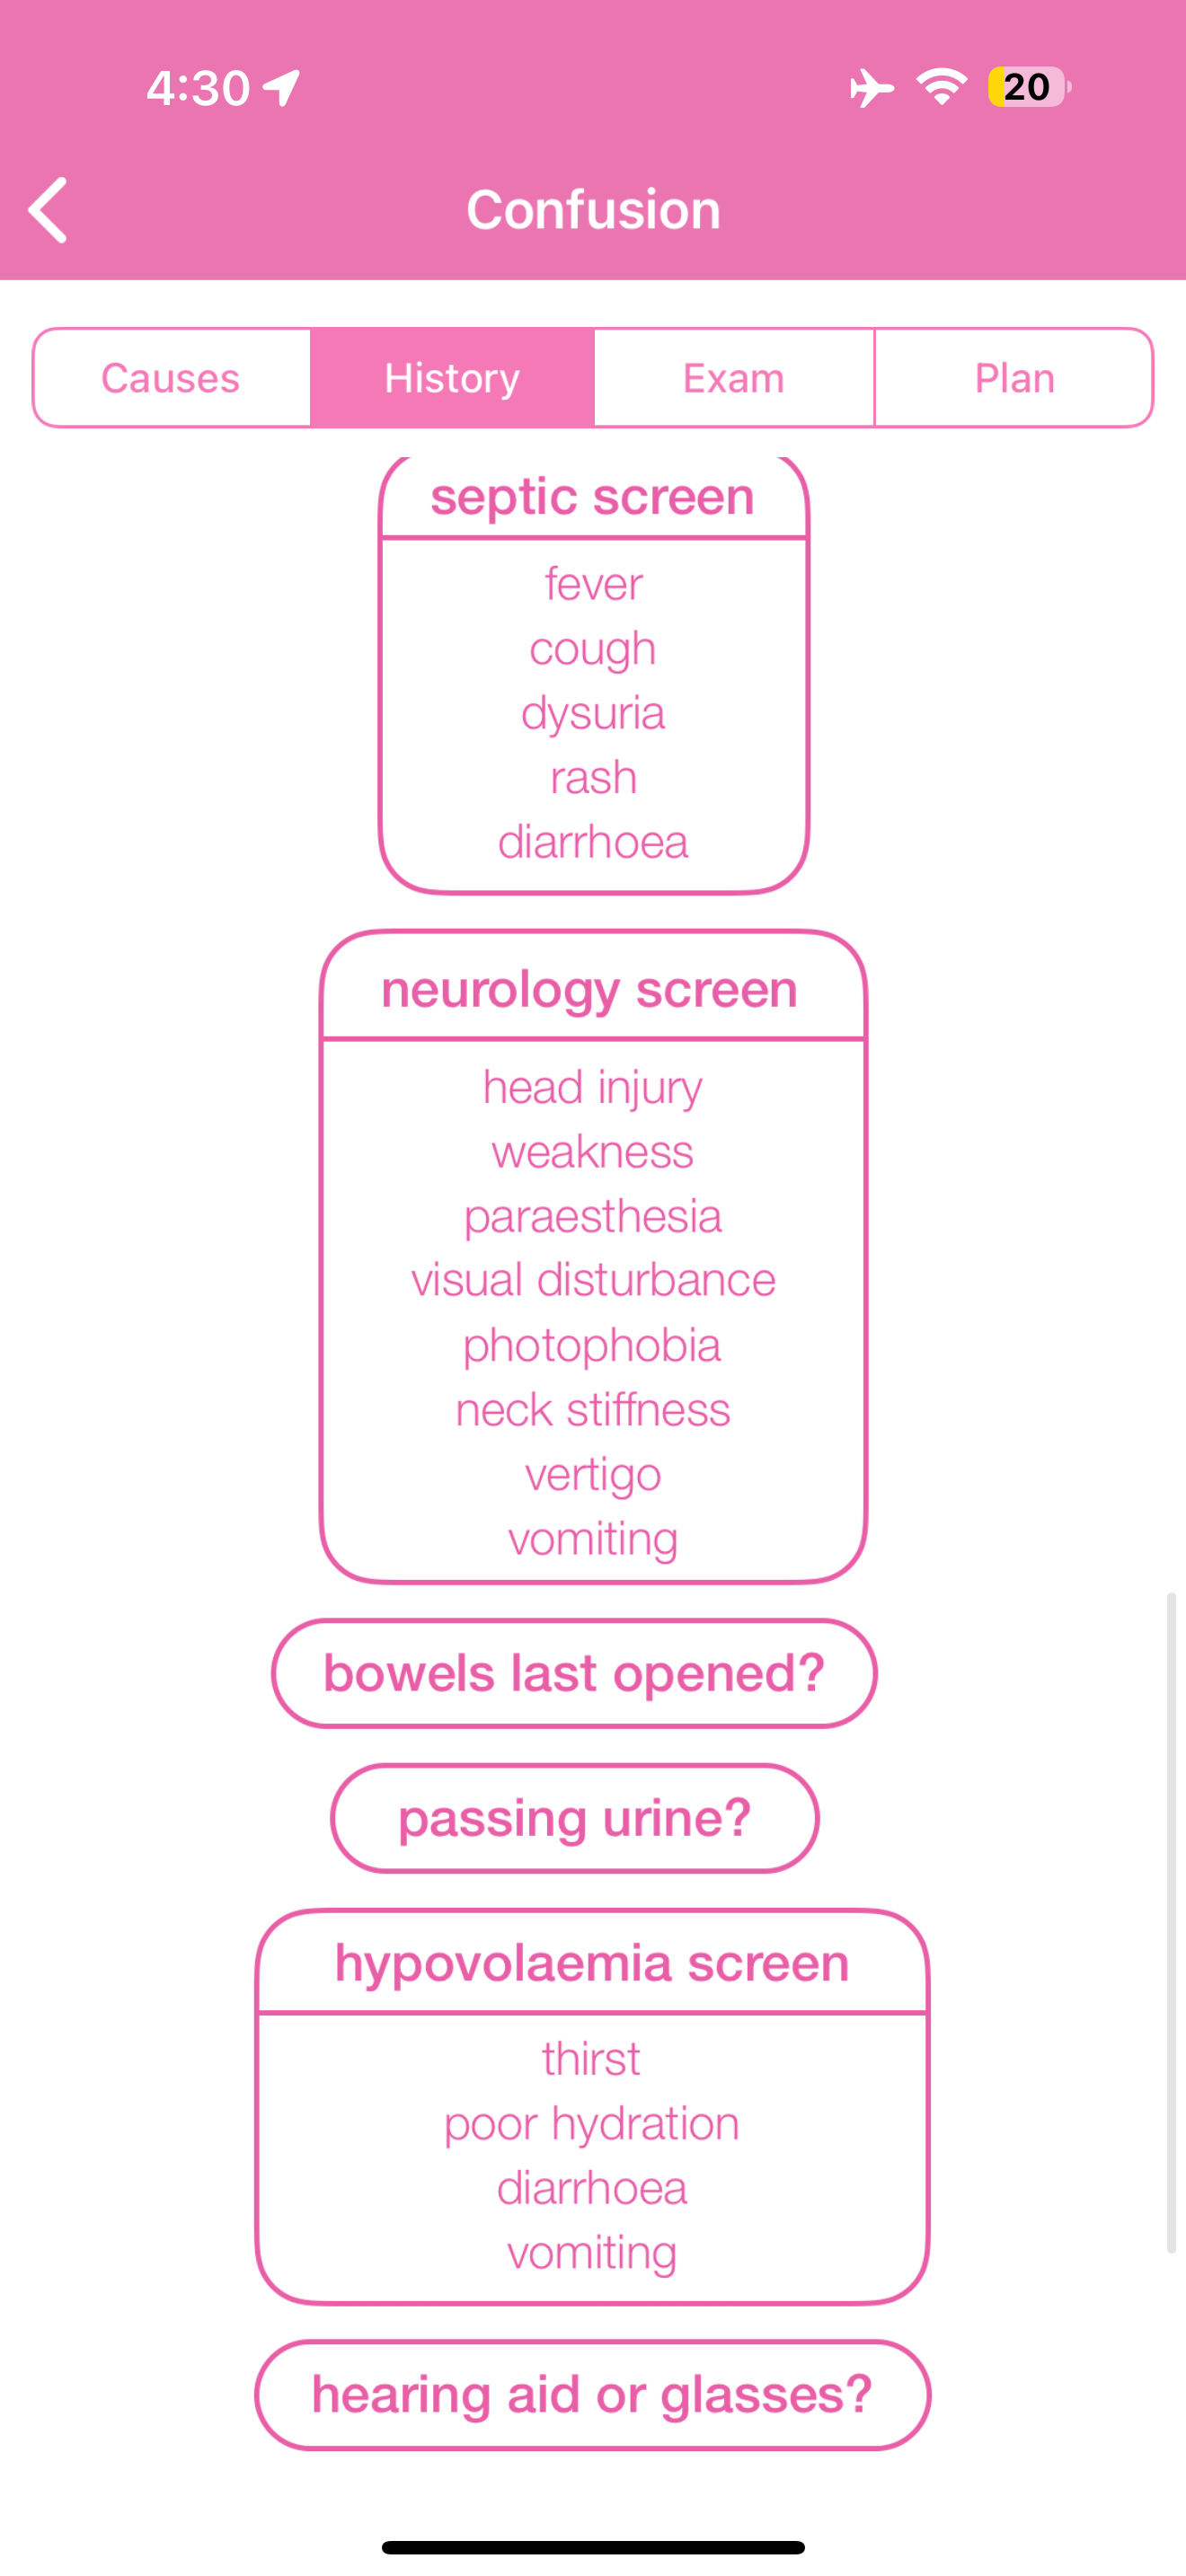 4:30
20
Confusion
Causes
History
Exam
Plan
septic screen
fever
cough
dysuria
rash
diarrhoea
neurology screen
head injury
weakness
paraesthesia
visual disturbance
photophobia
neck stiffness
vertigo
vomiting
bowels last opened?
passing urine?
hypovolaemia screen
thirst
poor hydration
diarrhoea
vomiting
hearing aid or glasses?